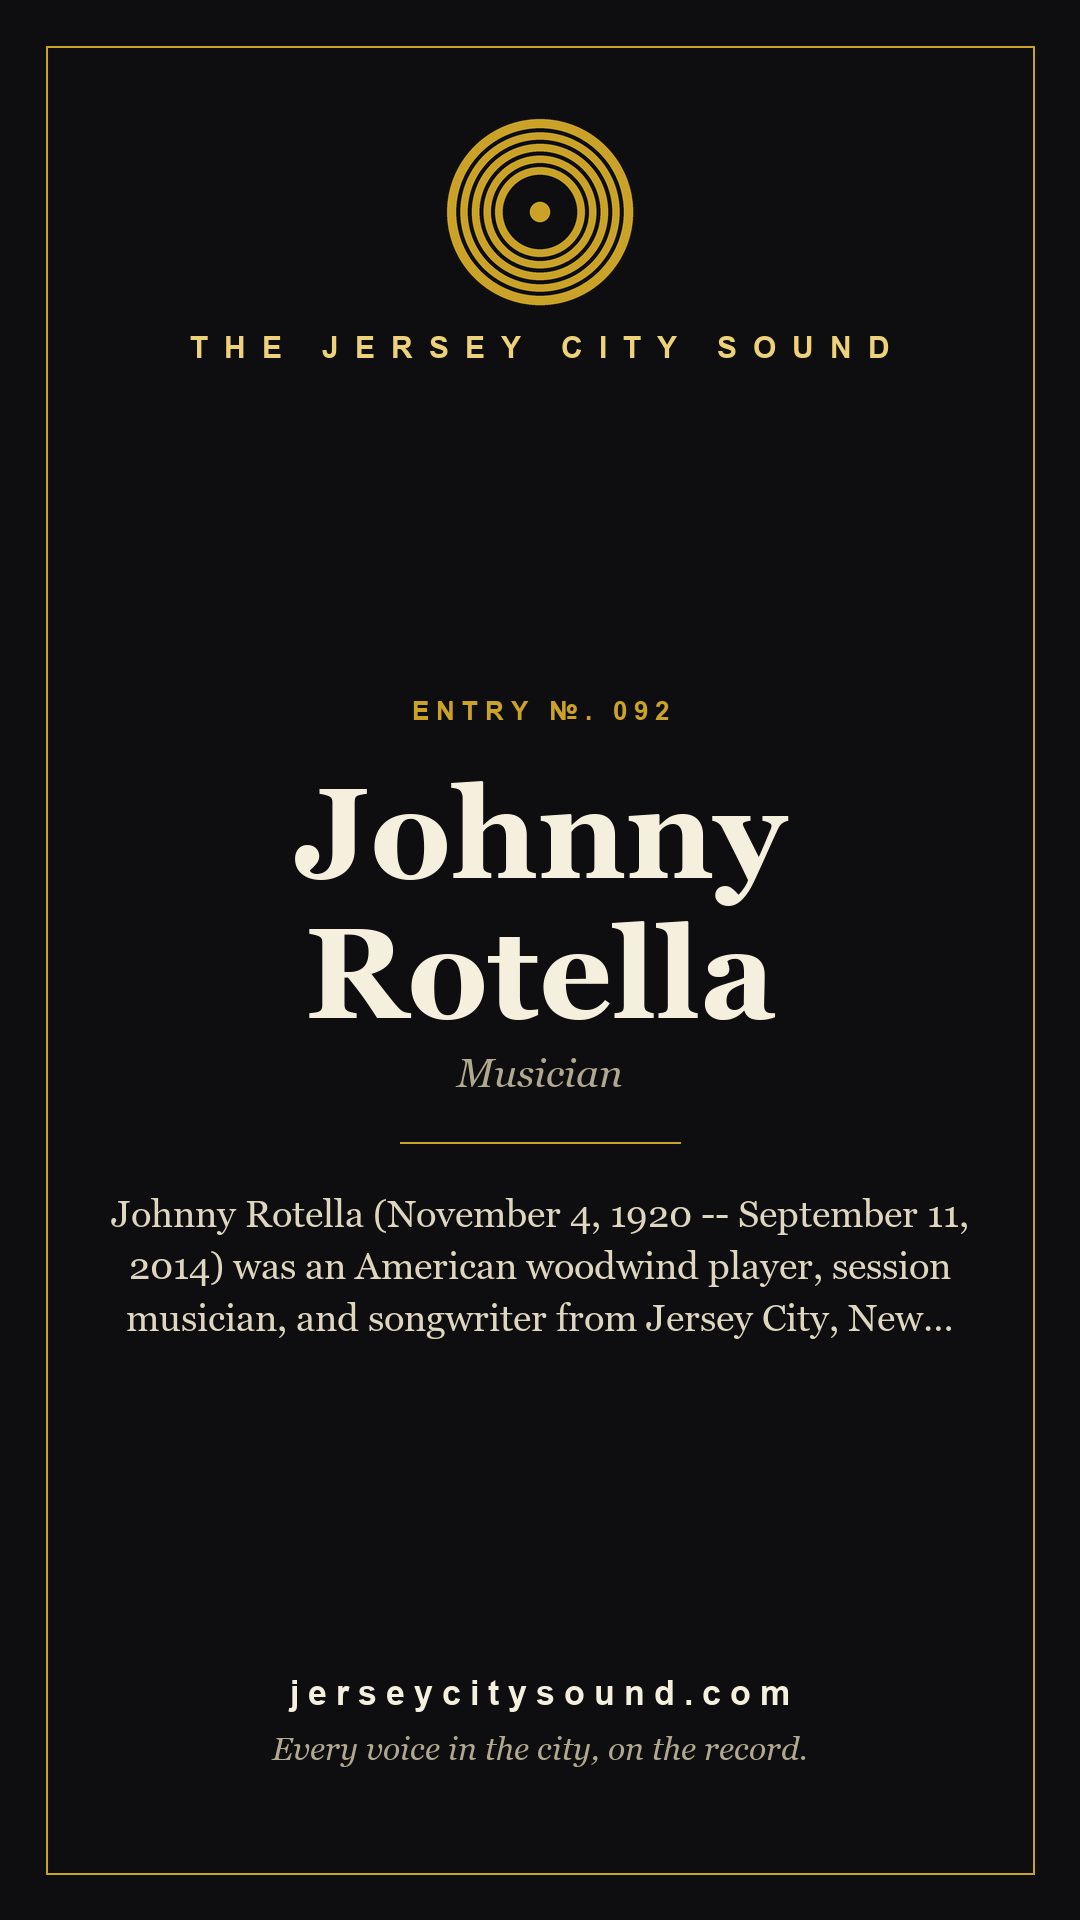 THE JERSEY CITY SOUND
ENTRY №. 092
Johnny
Rotella
Musician
Johnny Rotella (November 4, 1920 -- September 11,
2014) was an American woodwind player, session
musician, and songwriter from Jersey City, New...
jerseycitysound.com
Every voice in the city, on the record.